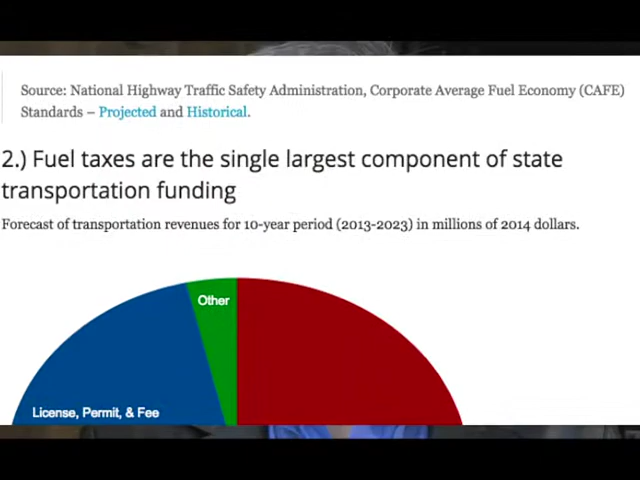 Source: National Highway Traffic Safety Administration, Corporate Average Fuel Economy (CAFE)
Standards – Projected and Historical.
2.) Fuel taxes are the single largest component of state
transportation funding
Forecast of transportation revenues for 10-year period (2013-2023) in millions of 2014 dollars.
Other
License, Permit, & Fee